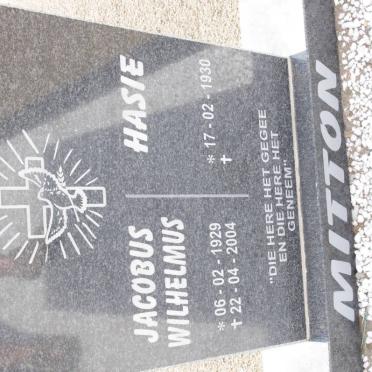 JACOBUS
WILHELMUS
* 06 - 02 - 1929
✝ 22 - 04 - 2004
HASIE
* 17 - 02 - 1930
✝
"DIE HERE HET GEGEE
EN DIE HERE HET
GENEEM"
MITTON